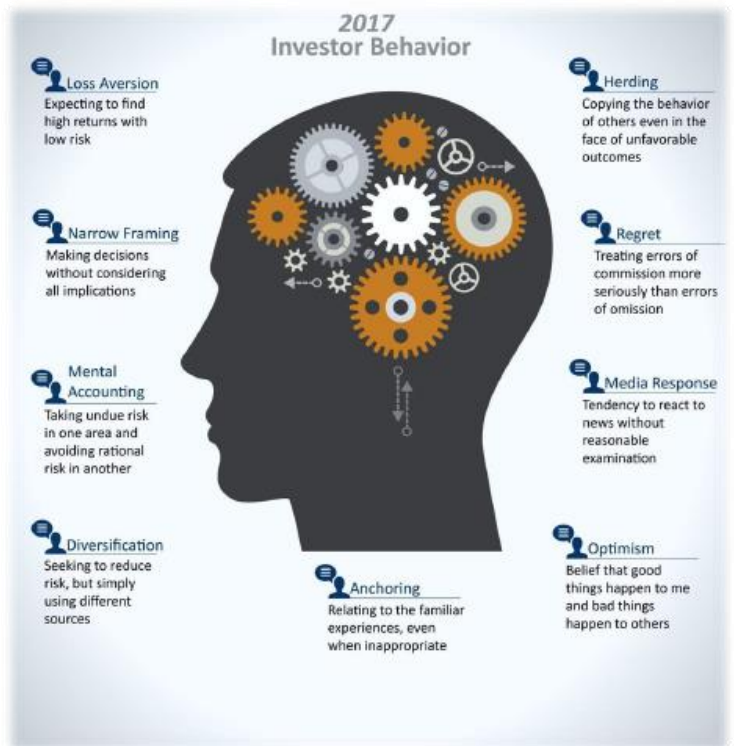 2017
Investor Behavior
Loss Aversion
Expecting to find
high returns with
low risk
Narrow Framing
Making decisions
without considering
all implications
Mental
Accounting
Taking undue risk
in one area and
avoiding rational
risk in another
Diversification
Seeking to reduce
risk, but simply
using different
sources
Anchoring
Relating to the familiar
experiences, even
when inappropriate
Herding
Copying the behavior
of others even in the
face of unfavorable
outcomes
Regret
Treating errors of
commission more
seriously than errors
of omission
Media Response
Tendency to react to
news without
reasonable
examination
Optimism
Belief that good
things happen to me
and bad things
happen to others